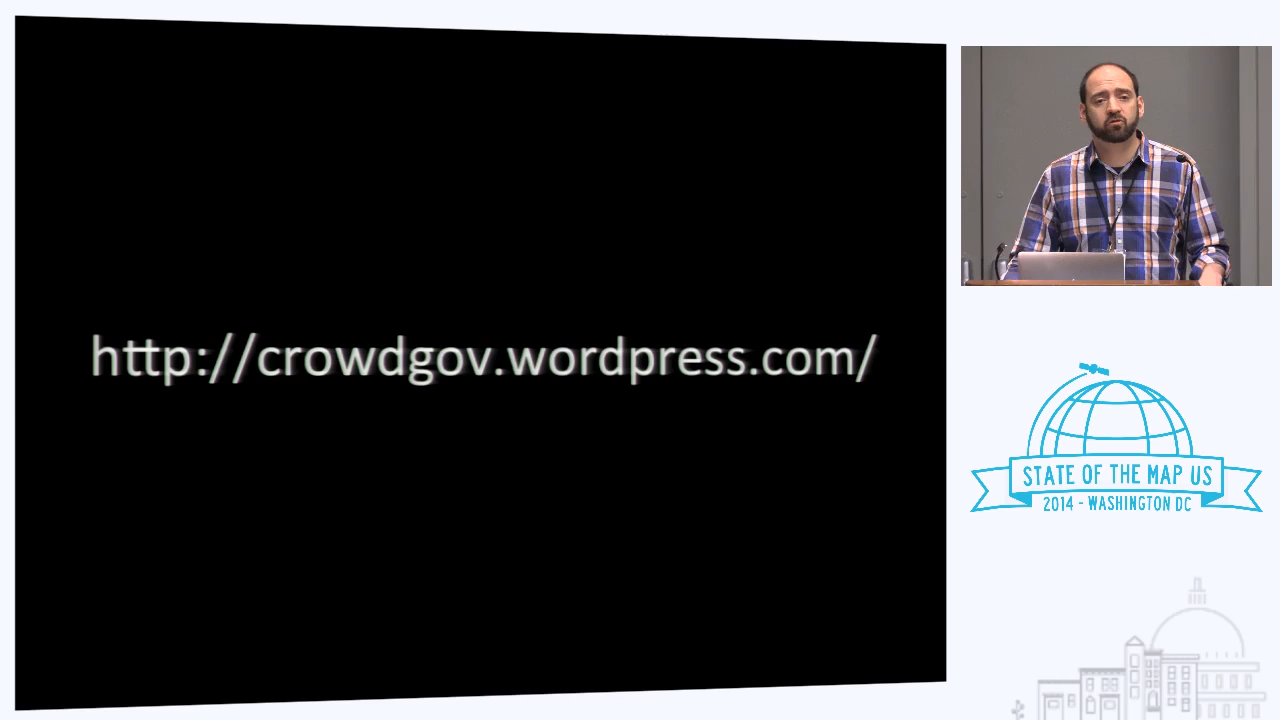 http://crowdgov.wordpress.com/
STATE OF THE MAP US
2014 - WASHINGTON DC